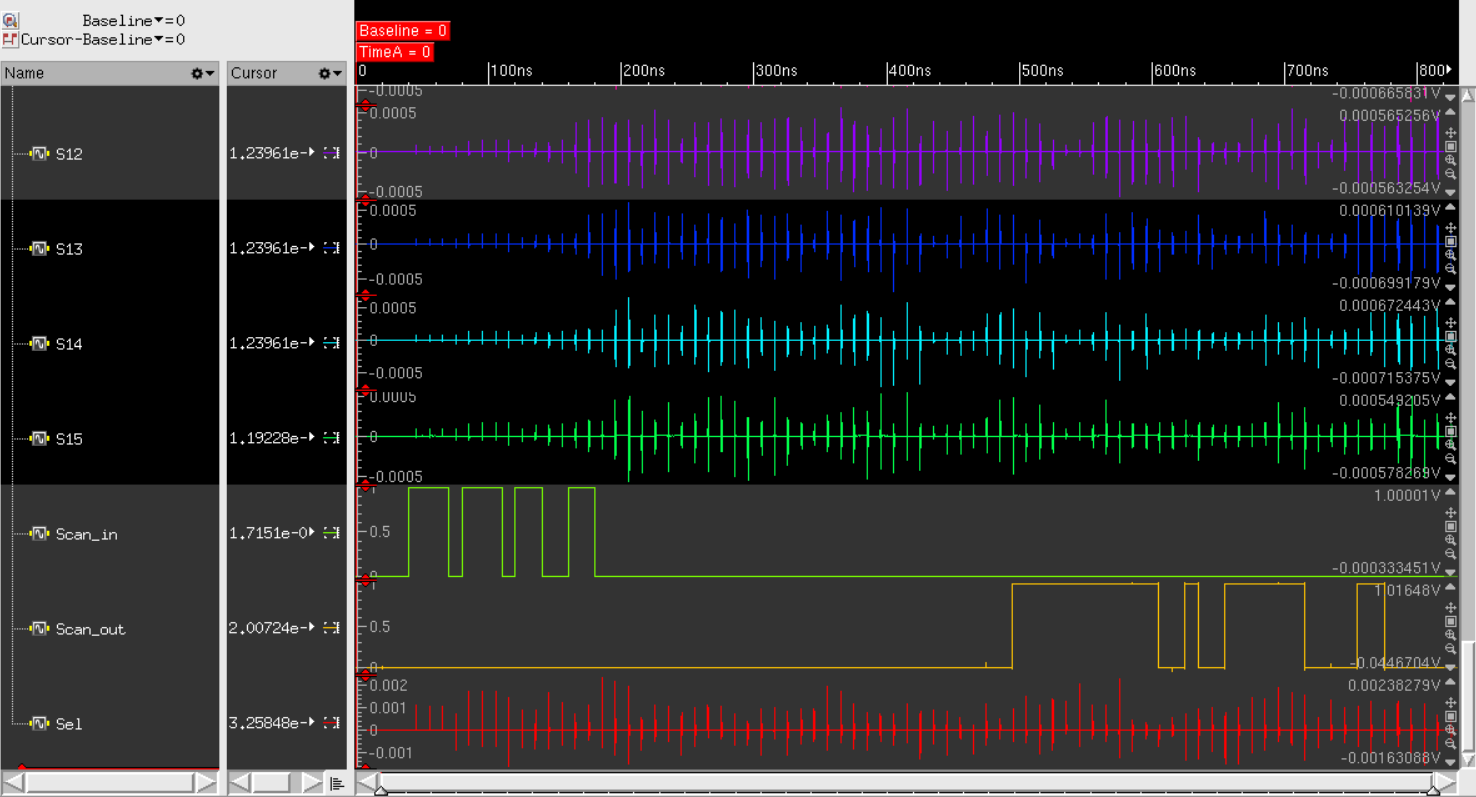 Baseline▾=0
Cursor-Baseline▾=0
Baseline = 0
TimeA = 0
Name
Cursor
0 100ns 200ns 300ns 400ns 500ns 600ns 700ns 800
-0.0005
-0.000665831V
0.0005
0.000565256V
S12
1.23961e-
0
-0.0005
-0.000563254V
0.0005
0.000610139V
S13
1.23961e-
0
-0.0005
-0.000699179V
0.0005
0.000672443V
S14
1.23961e-
0
-0.0005
-0.000715375V
0.0005
0.000549205V
S15
1.19228e-
0
-0.0005
-0.000578269V
1
1.00001V
Scan_in
1.7151e-0
0.5
0
-0.000333451V
1
1.01648V
Scan_out
2.00724e-
0.5
0
-0.0446704V
0.002
0.00238279V
0.001
Sel
3.25848e-
0
-0.001
-0.00163088V